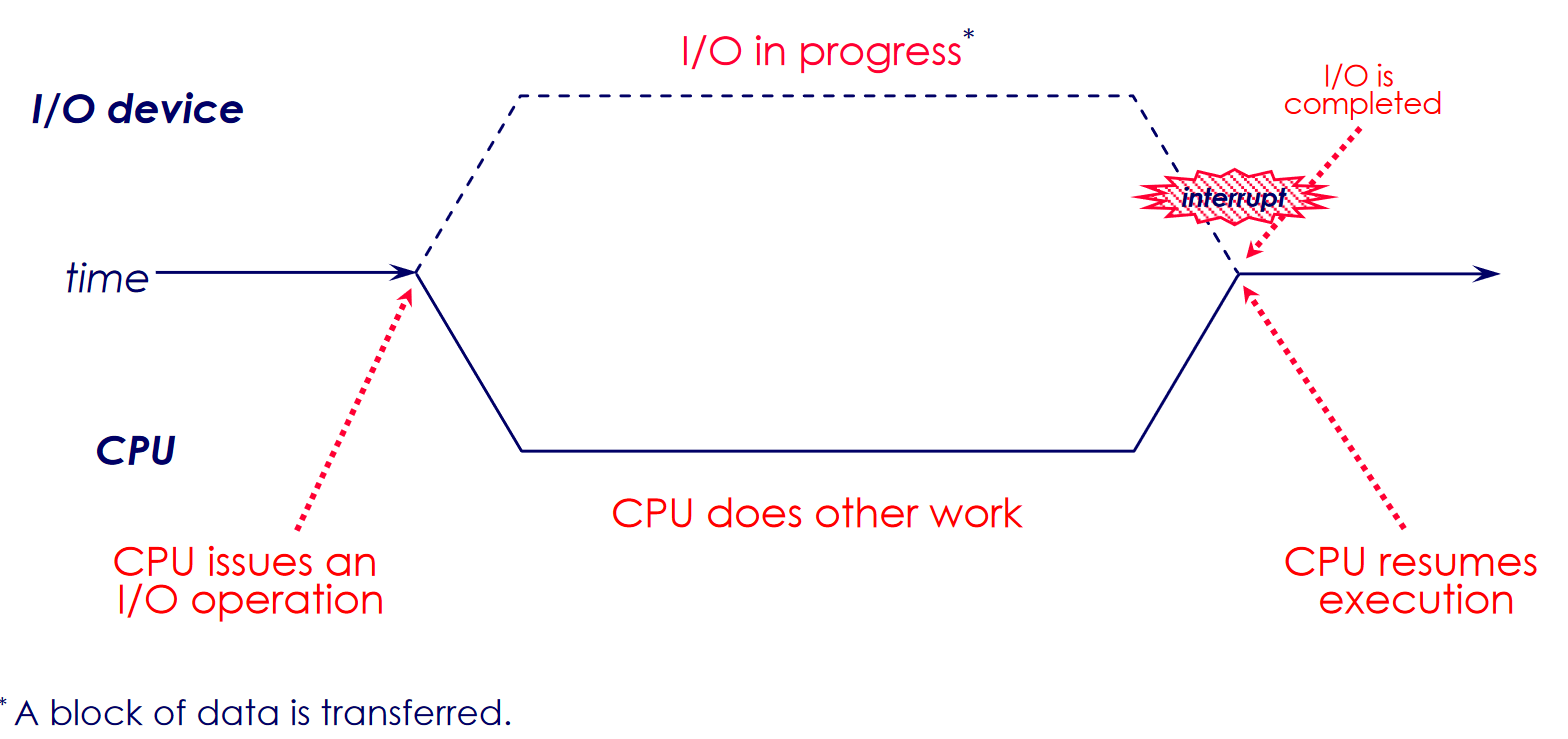 I/O in progress*
I/O is
completed
I/O device
interrupt
time
CPU
CPU does other work
CPU issues an
I/O operation
CPU resumes
execution
* A block of data is transferred.